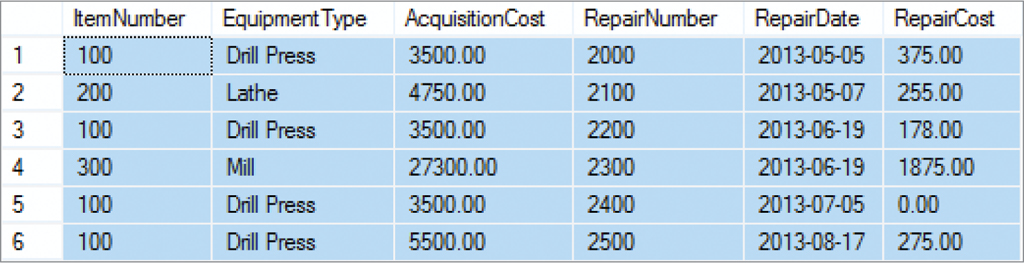 ItemNumber EquipmentType AcquisitionCost RepairNumber RepairDate RepairCost
1 100 Drill Press 3500.00 2000 2013-05-05 375.00
2 200 Lathe 4750.00 2100 2013-05-07 255.00
3 100 Drill Press 3500.00 2200 2013-06-19 178.00
4 300 Mill 27300.00 2300 2013-06-19 1875.00
5 100 Drill Press 3500.00 2400 2013-07-05 0.00
6 100 Drill Press 5500.00 2500 2013-08-17 275.00